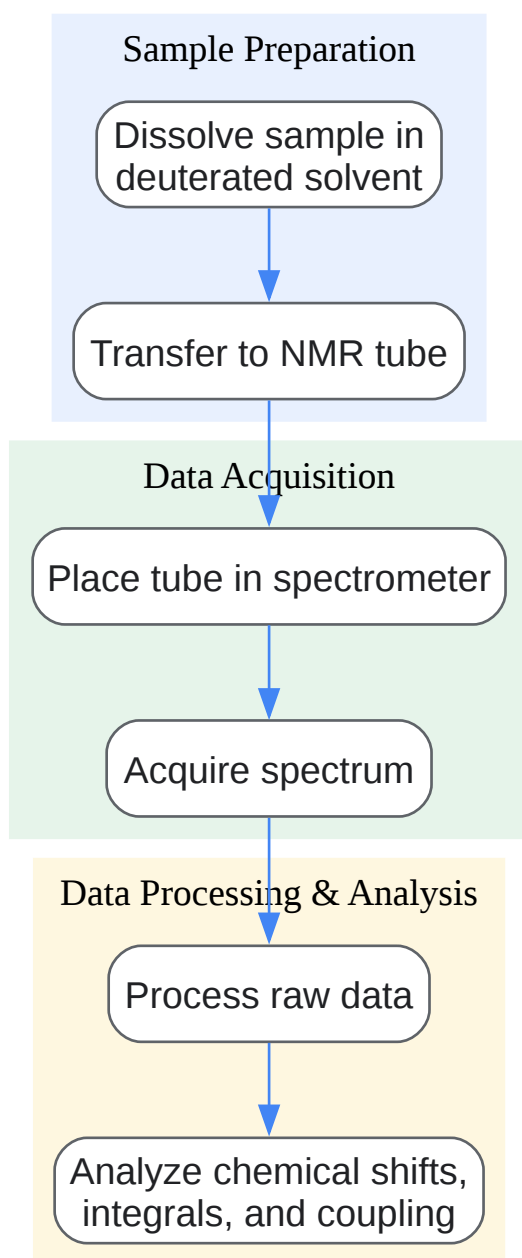 Sample Preparation
Dissolve sample in
deuterated solvent
Transfer to NMR tube
Data Acquisition
Place tube in spectrometer
Acquire spectrum
Data Processing & Analysis
Process raw data
Analyze chemical shifts,
integrals, and coupling